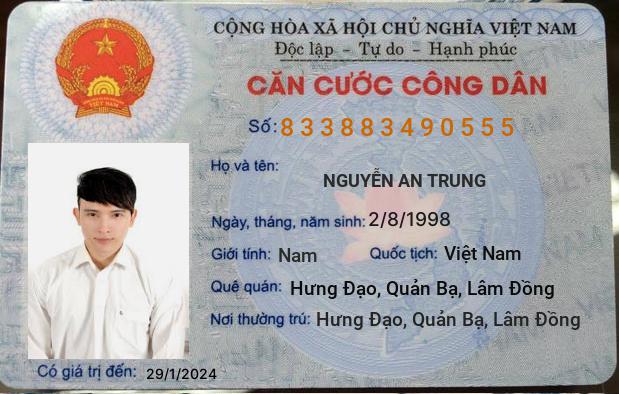 CỘNG HÒA XÃ HỘI CHỦ NGHĨA VIỆT NAM
Độc lập - Tự do - Hạnh phúc
CĂN CƯỚC CÔNG DÂN
Số: 833883490555
Họ và tên:
NGUYỄN AN TRUNG
Ngày, tháng, năm sinh: 2/8/1998
Giới tính: Nam Quốc tịch: Việt Nam
Quê quán: Hưng Đạo, Quản Bạ, Lâm Đồng
Nơi thường trú: Hưng Đạo, Quản Bạ, Lâm Đồng
Có giá trị đến: 29/1/2024
VIỆT NAM